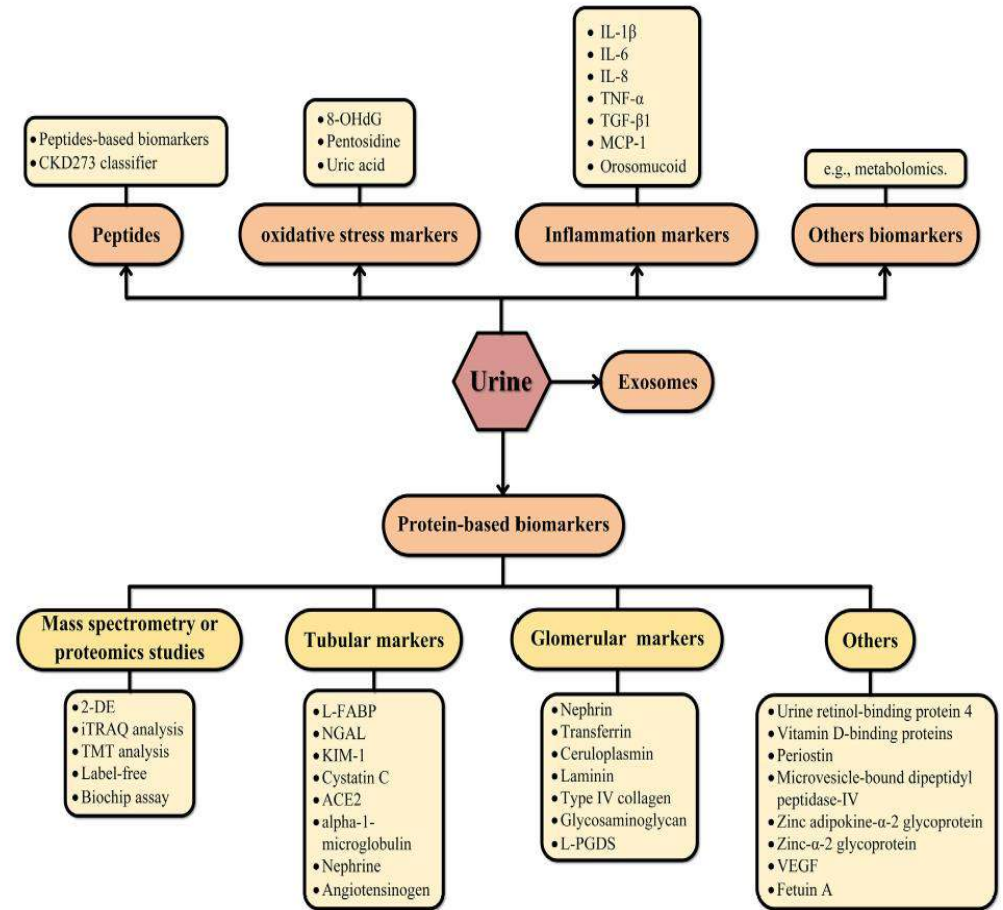 • IL-1β
• IL-6
• IL-8
• TNF-α
• TGF-β1
• MCP-1
• Orosomucoid
• Peptides-based biomarkers
• CKD273 classifier
• 8-OHdG
• Pentosidine
• Uric acid
e.g., metabolomics.
Peptides
oxidative stress markers
Inflammation markers
Others biomarkers
Urine
Exosomes
Protein-based biomarkers
Mass spectrometry or
proteomics studies
Tubular markers
Glomerular markers
Others
• 2-DE
• iTRAQ analysis
• TMT analysis
• Label-free
• Biochip assay
• L-FABP
• NGAL
• KIM-1
• Cystatin C
• ACE2
• alpha-1-
microglobulin
• Nephrine
• Angiotensinogen
• Nephrin
• Transferrin
• Ceruloplasmin
• Laminin
• Type IV collagen
• Glycosaminoglycan
• L-PGDS
• Urine retinol-binding protein 4
• Vitamin D-binding proteins
• Periostin
• Microvesicle-bound dipeptidyl
peptidase-IV
• Zinc adipokine-α-2 glycoprotein
• Zinc-α-2 glycoprotein
• VEGF
• Fetuin A